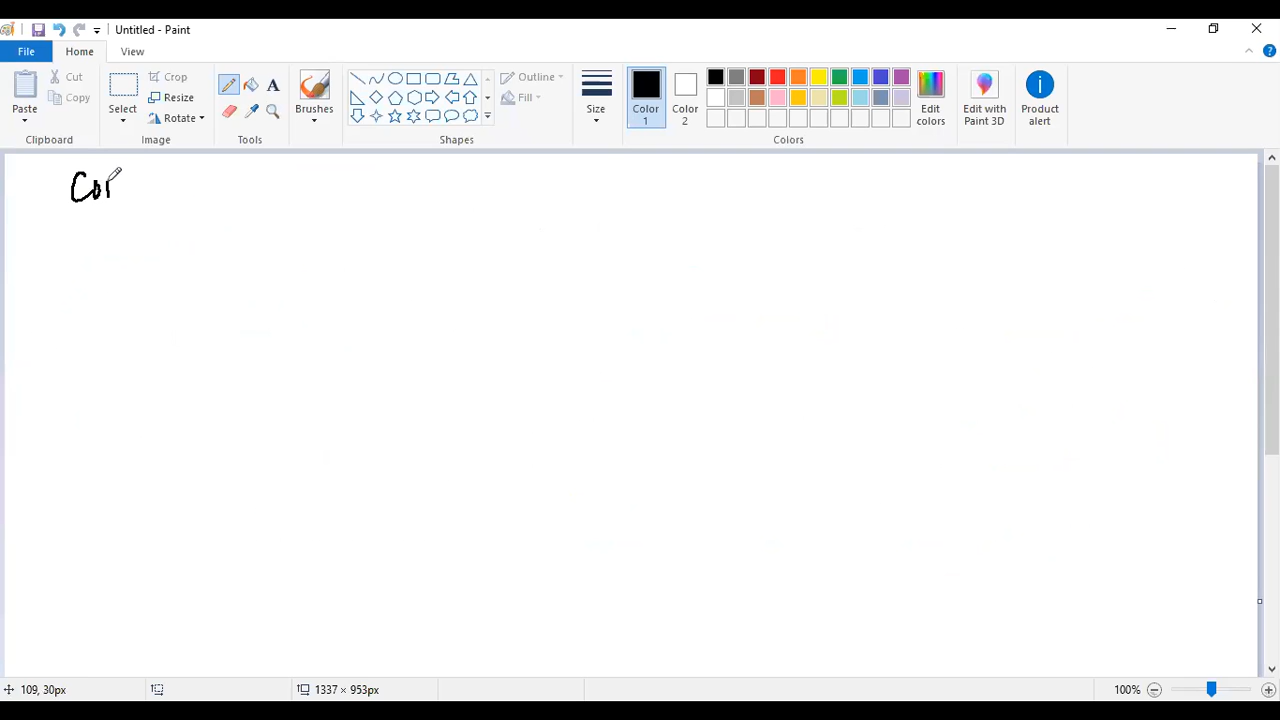 Untitled - Paint
File Home View
Paste
Cut
Copy
Clipboard
Select
Crop
Resize
Rotate
Image
Tools
Brushes
Shapes
Outline
Fill
Size
Color 1
Color 2
Colors
Edit colors
Edit with Paint 3D
Product alert
109, 30px
1337 × 953px
100%